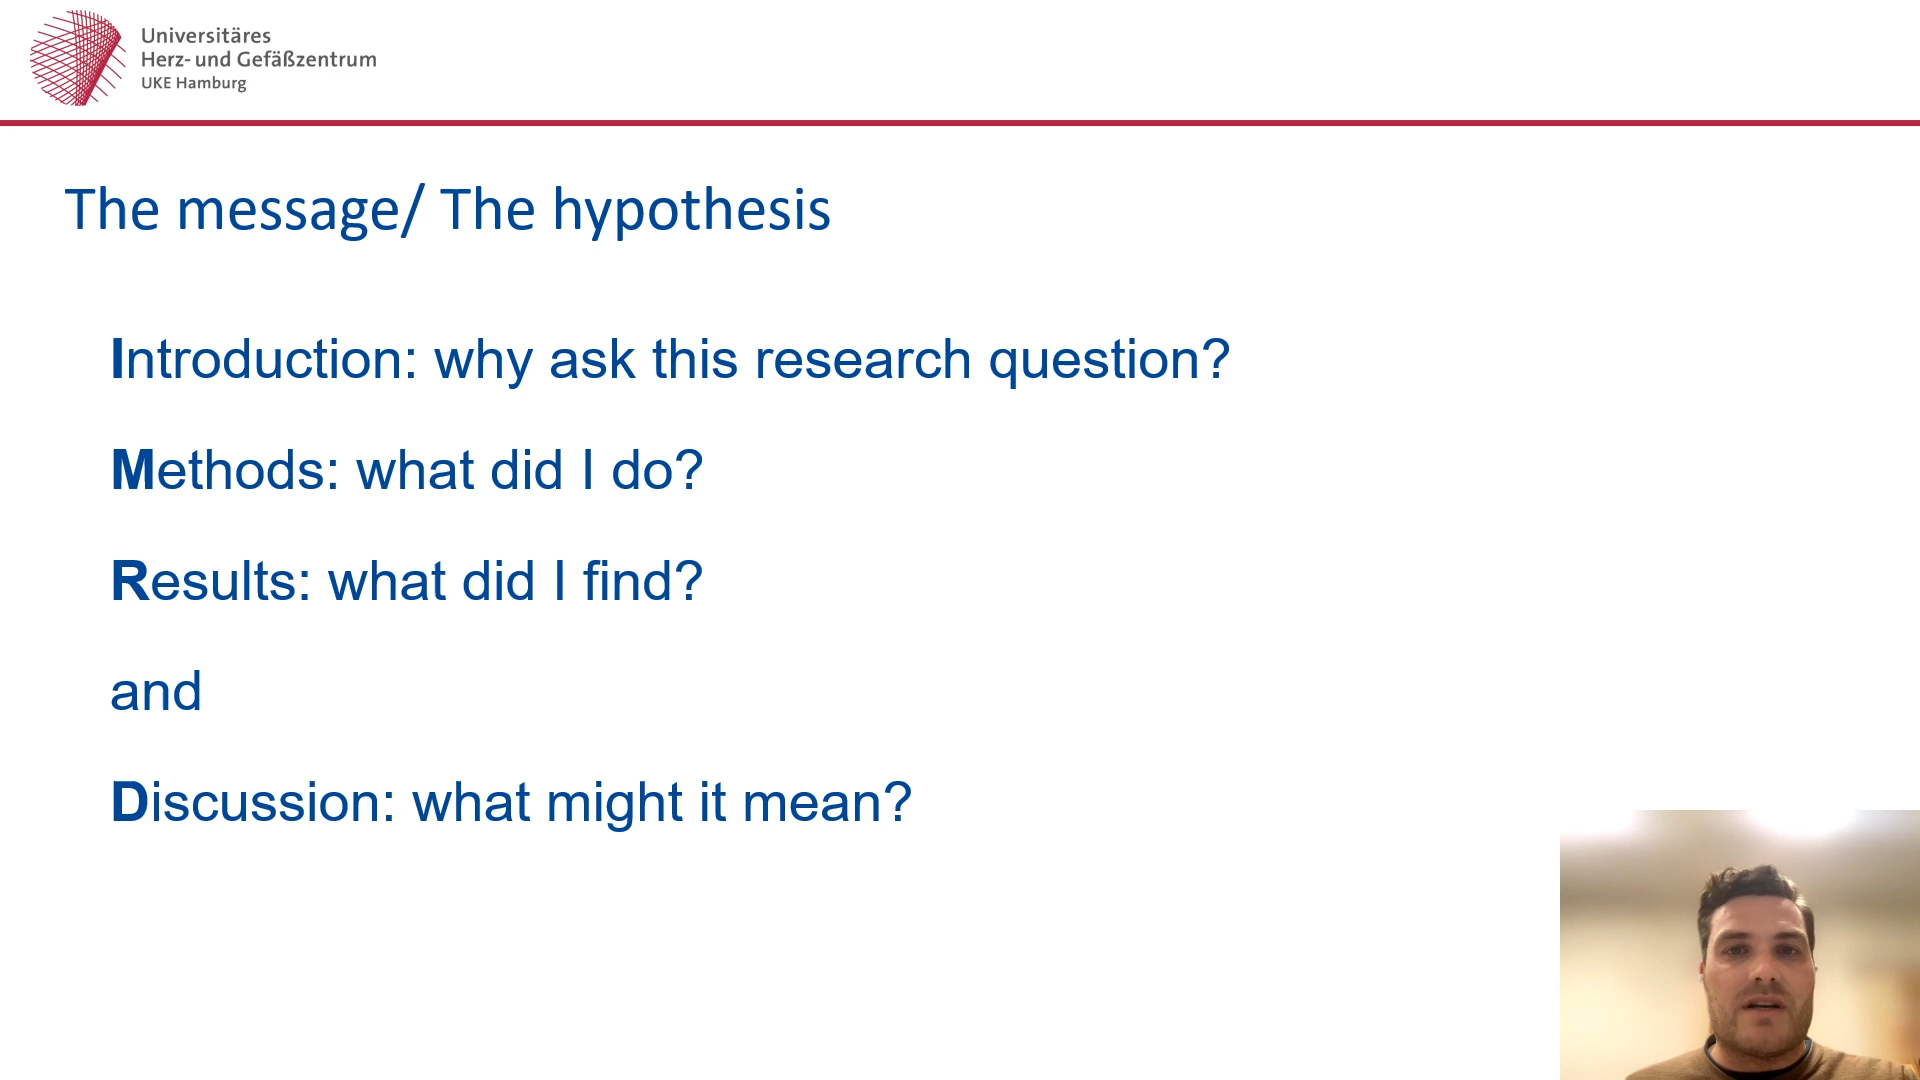 Universitäres
Herz- und Gefäßzentrum
UKE Hamburg
The message/ The hypothesis
Introduction: why ask this research question?
Methods: what did I do?
Results: what did I find?
and
Discussion: what might it mean?